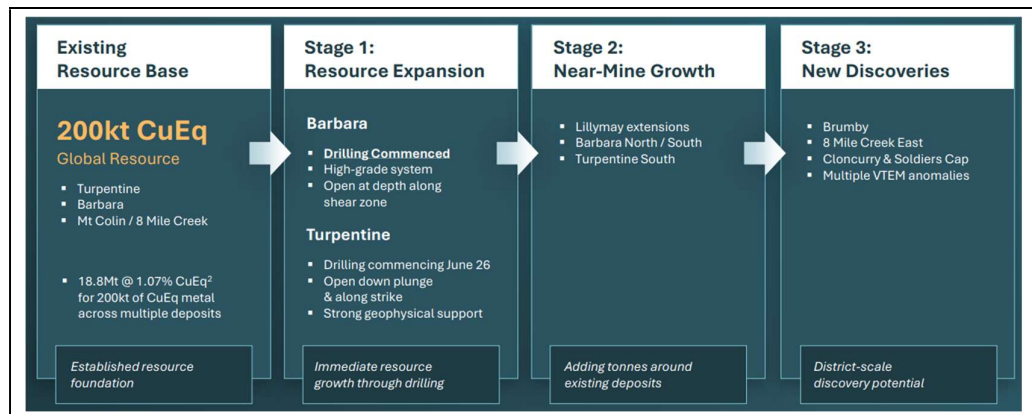 Existing
Resource Base
200kt CuEq
Global Resource
▪ Turpentine
▪ Barbara
▪ Mt Colin / 8 Mile Creek
▪ 18.8Mt @ 1.07% CuEq²
for 200kt of CuEq metal
across multiple deposits
Established resource
foundation
Stage 1:
Resource Expansion
Barbara
▪ Drilling Commenced
▪ High-grade system
▪ Open at depth along
shear zone
Turpentine
▪ Drilling commencing June 26
▪ Open down plunge
& along strike
▪ Strong geophysical support
Immediate resource
growth through drilling
Stage 2:
Near-Mine Growth
▪ Lillymay extensions
▪ Barbara North / South
▪ Turpentine South
Adding tonnes around
existing deposits
Stage 3:
New Discoveries
▪ Brumby
▪ 8 Mile Creek East
▪ Cloncurry & Soldiers Cap
▪ Multiple VTEM anomalies
District-scale
discovery potential